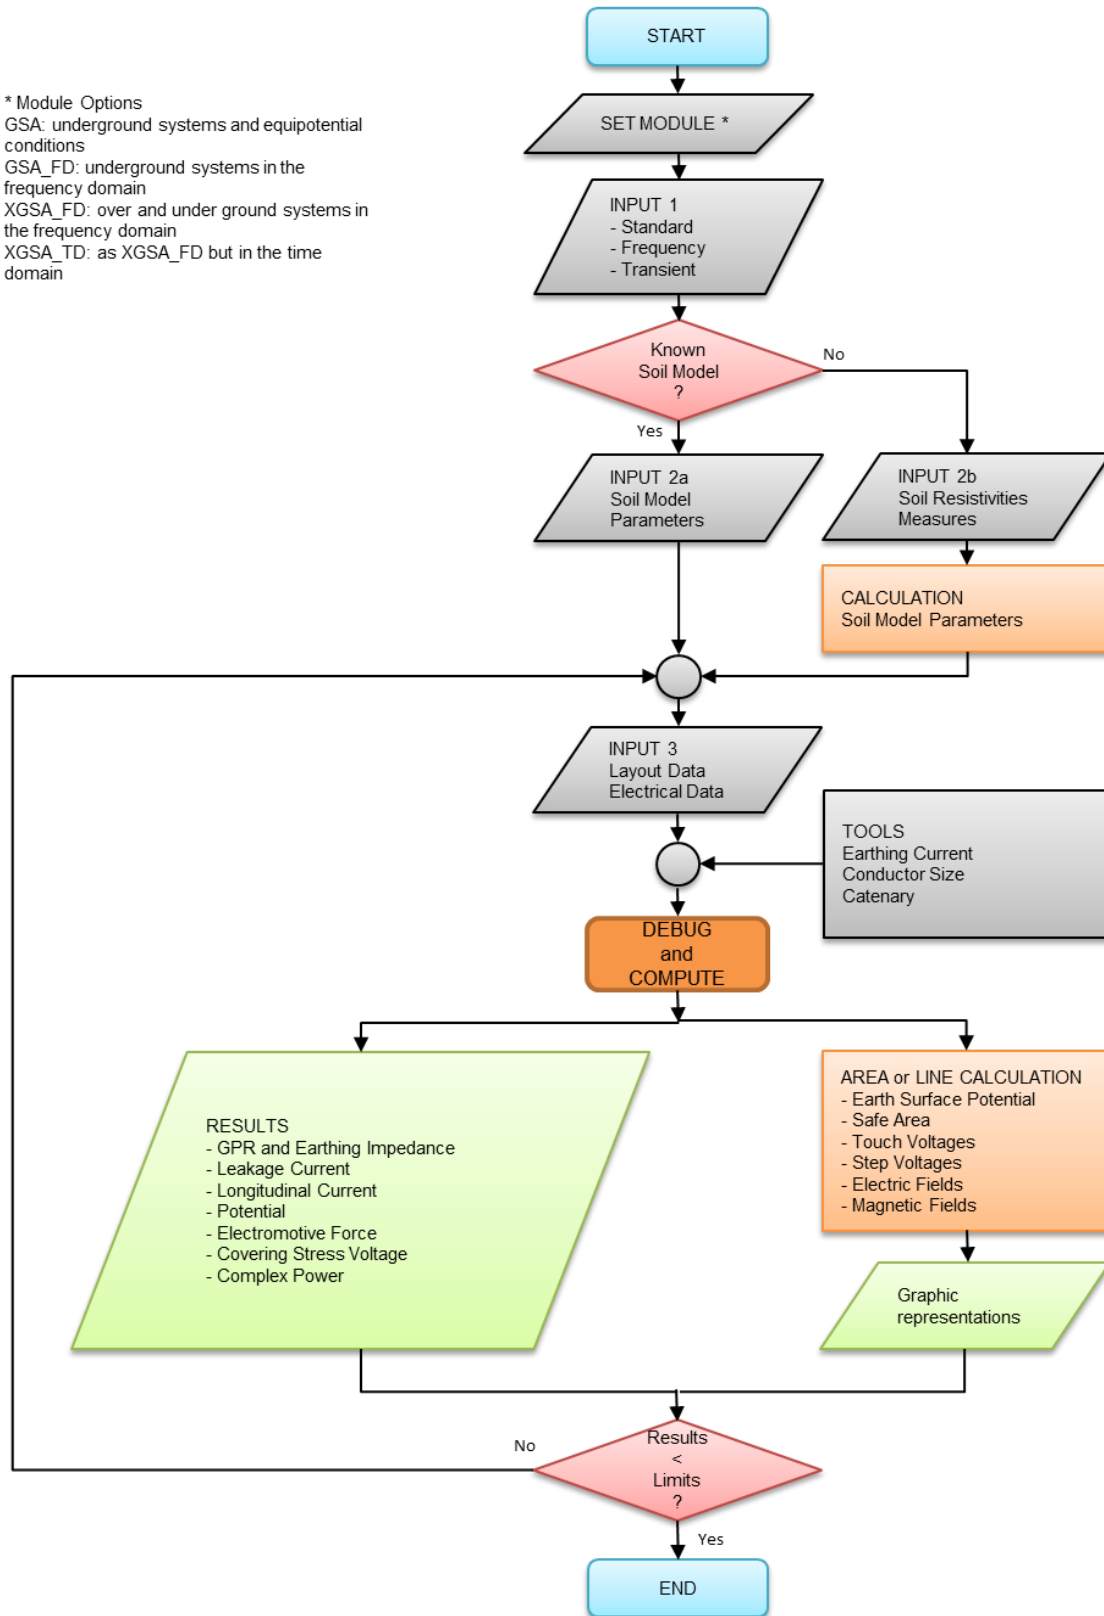 START
SET MODULE *
* Module Options
GSA: underground systems and equipotential
conditions
GSA_FD: underground systems in the
frequency domain
XGSA_FD: over and under ground systems in
the frequency domain
XGSA_TD: as XGSA_FD but in the time
domain
INPUT 1
- Standard
- Frequency
- Transient
Known
Soil Model
?
No
Yes
INPUT 2a
Soil Model
Parameters
INPUT 2b
Soil Resistivities
Measures
CALCULATION
Soil Model Parameters
INPUT 3
Layout Data
Electrical Data
TOOLS
Earthing Current
Conductor Size
Catenary
DEBUG
and
COMPUTE
RESULTS
- GPR and Earthing Impedance
- Leakage Current
- Longitudinal Current
- Potential
- Electromotive Force
- Covering Stress Voltage
- Complex Power
AREA or LINE CALCULATION
- Earth Surface Potential
- Safe Area
- Touch Voltages
- Step Voltages
- Electric Fields
- Magnetic Fields
Graphic
representations
Results
<
Limits
?
No
Yes
END